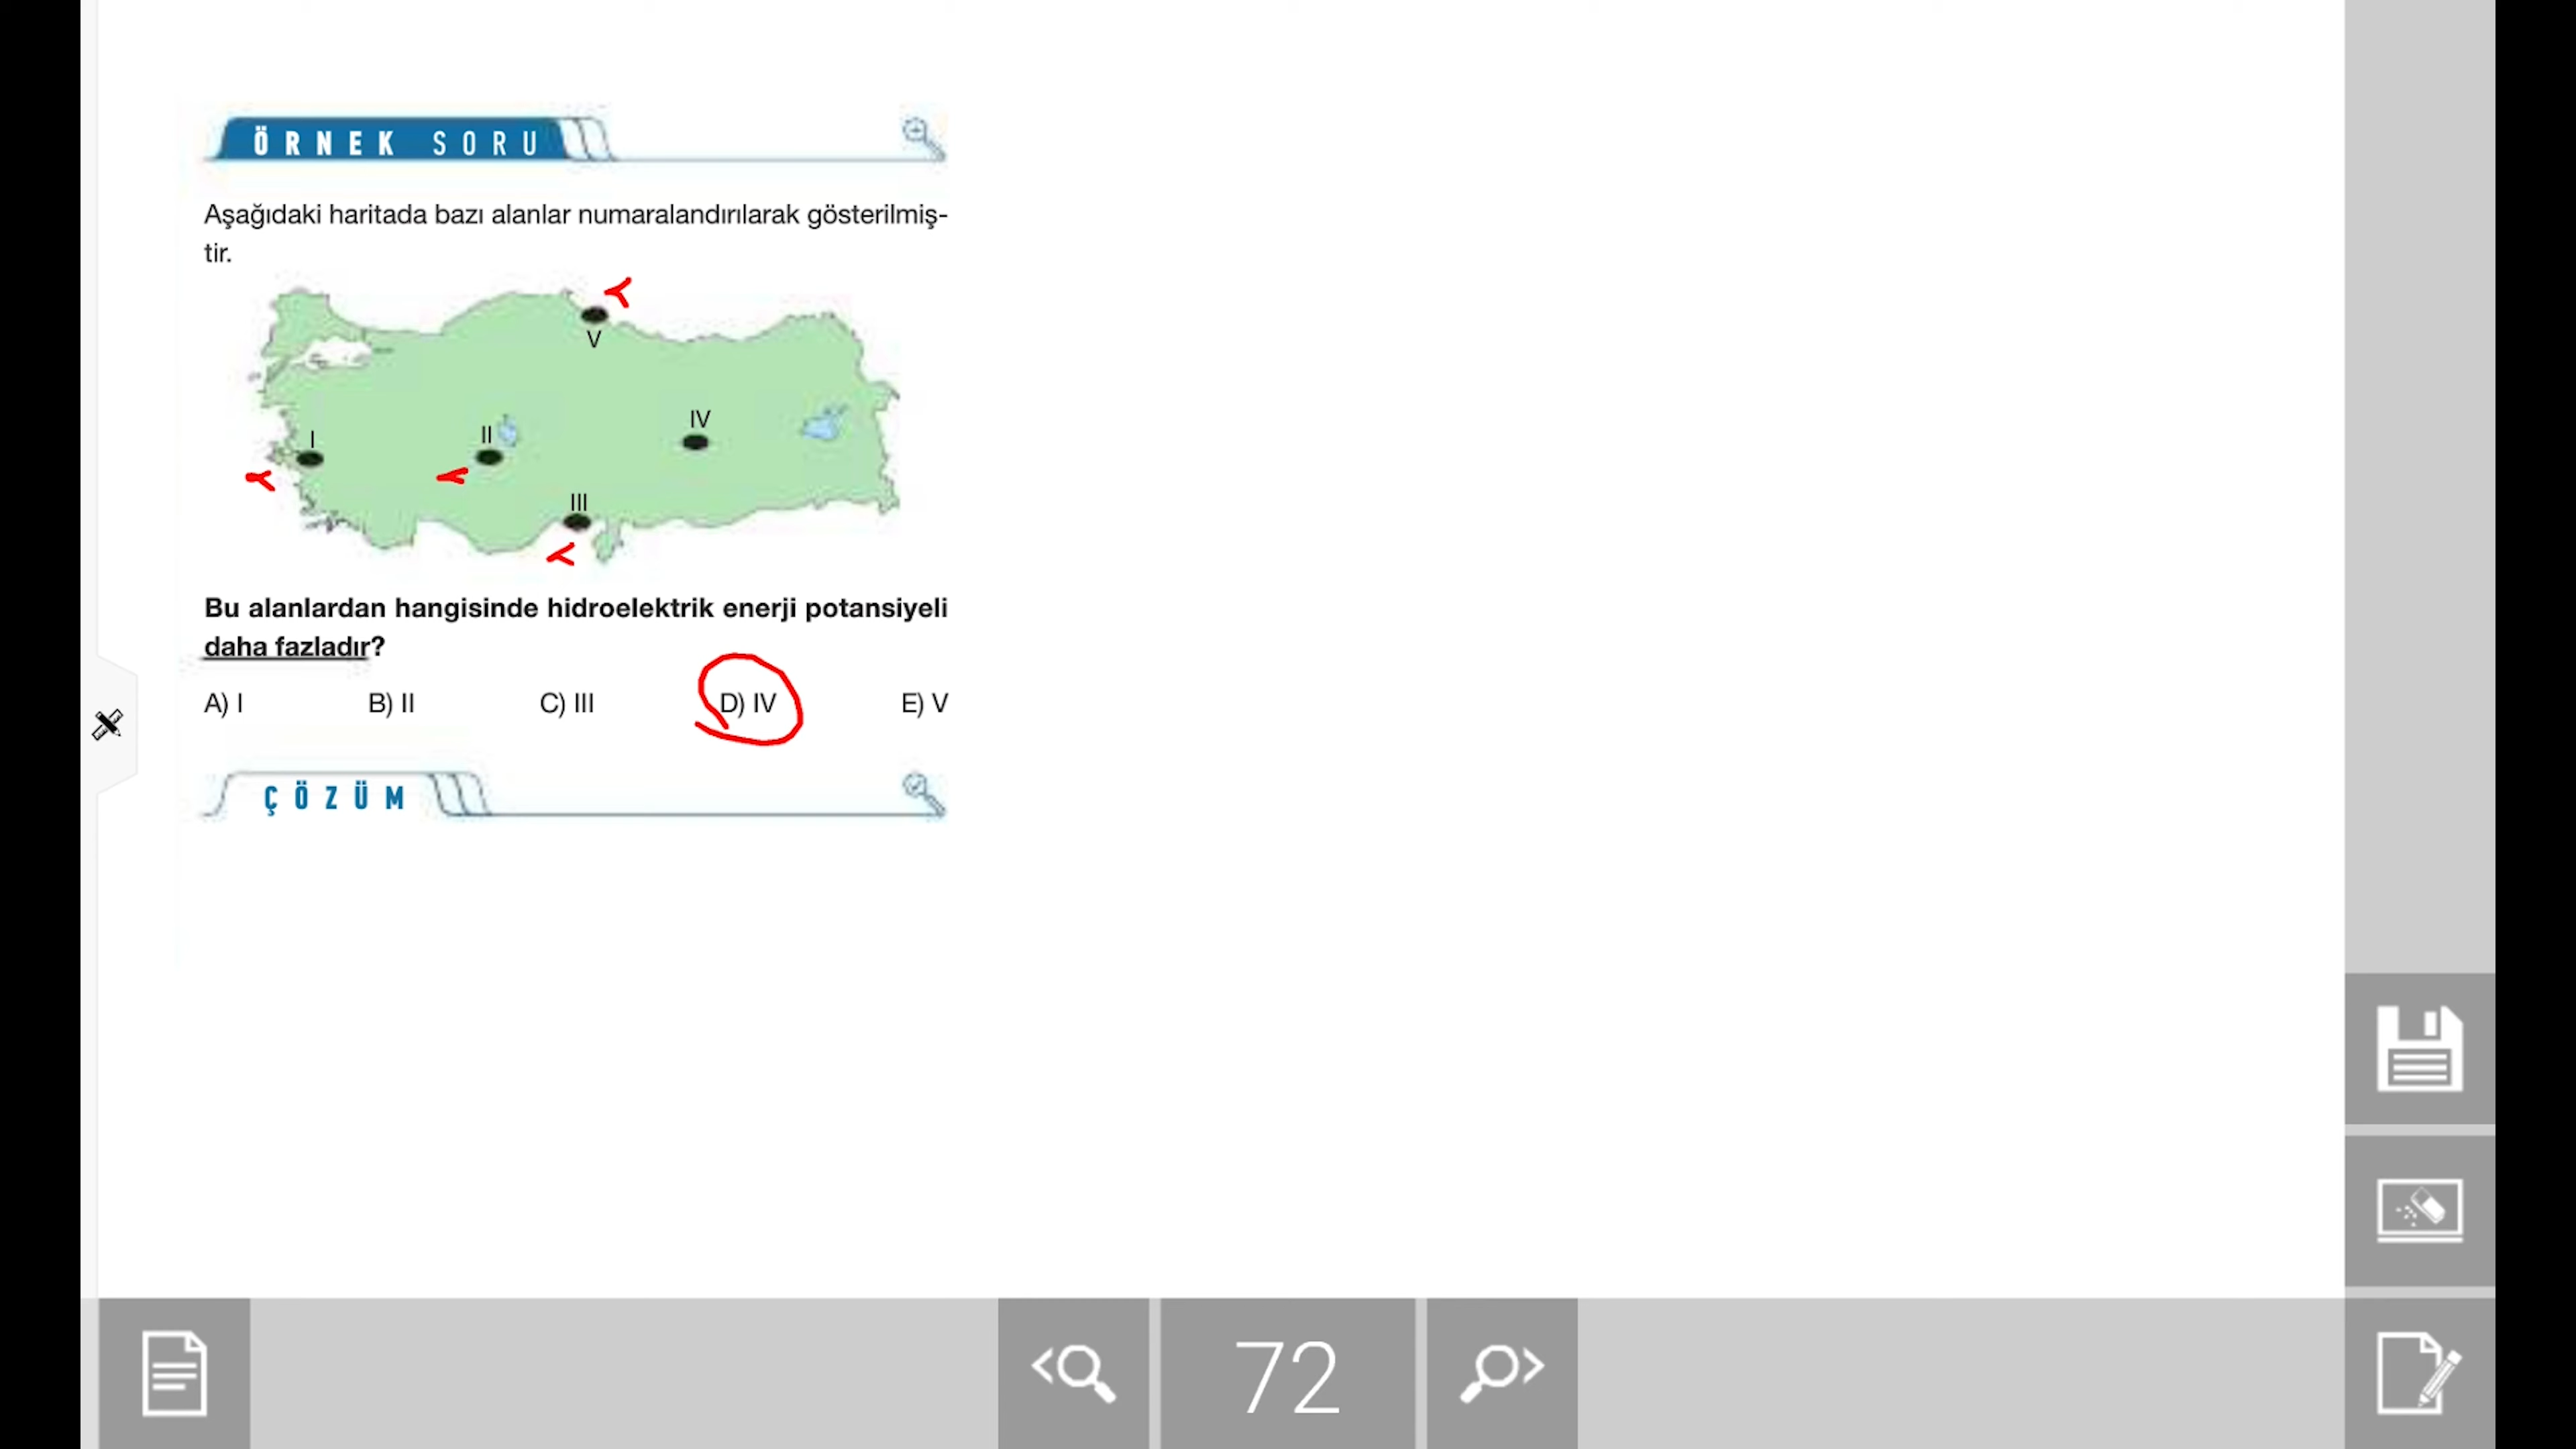 ÖRNEK SORU
Aşağıdaki haritada bazı alanlar numaralandırılarak gösterilmiş-
tir.
V
IV
I
II
III
Bu alanlardan hangisinde hidroelektrik enerji potansiyeli
daha fazladır?
A) I B) II C) III D) IV E) V
ÇÖZÜM
72